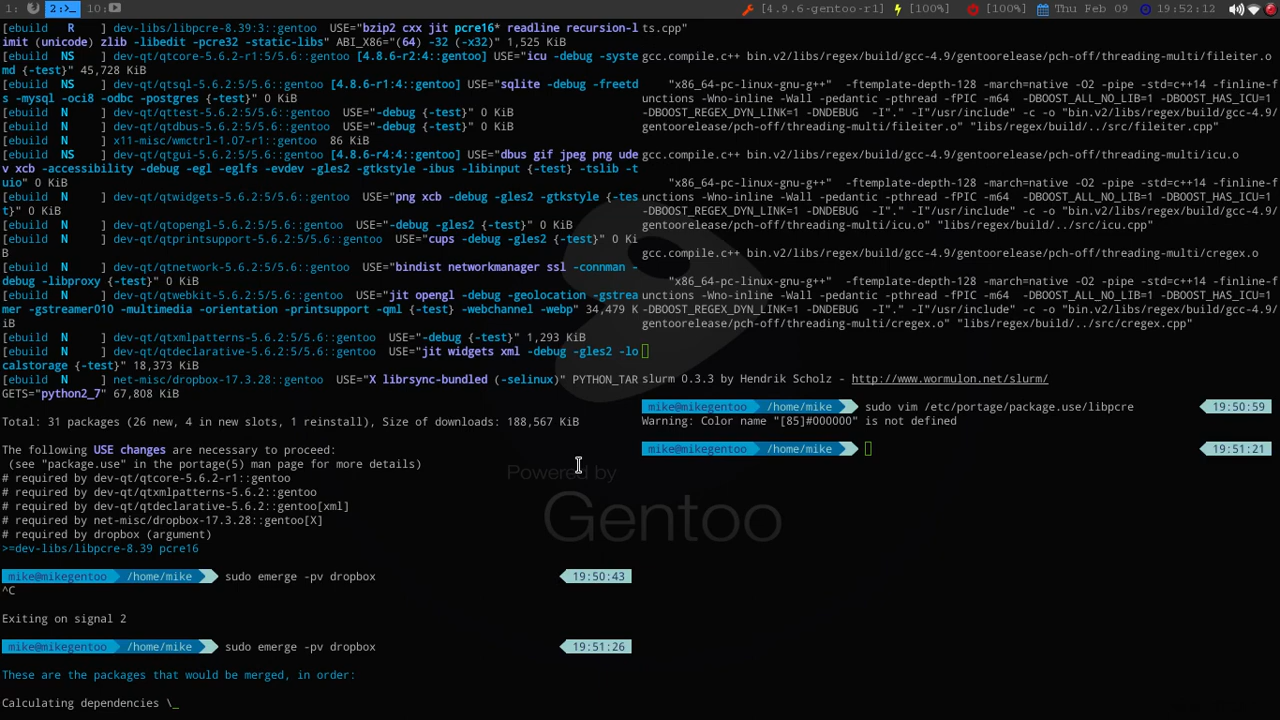 1: 2:>_ 10: [4.9.6-gentoo-r1] [100%] [100%] Thu Feb 09 19:52:12
[ebuild   R    ] dev-libs/libpcre-8.39:3::gentoo  USE="bzip2 cxx jit pcre16* readline recursion-l
imit (unicode) zlib -libedit -pcre32 -static-libs" ABI_X86="(64) -32 (-x32)" 1,525 KiB
[ebuild  NS    ] dev-qt/qtcore-5.6.2-r1:5/5.6::gentoo [4.8.6-r2:4::gentoo] USE="icu -debug -syste
md {-test}" 45,728 KiB
[ebuild  NS    ] dev-qt/qtsql-5.6.2:5/5.6::gentoo [4.8.6-r1:4::gentoo] USE="sqlite -debug -freetd
s -mysql -oci8 -odbc -postgres {-test}" 0 KiB
[ebuild  N     ] dev-qt/qttest-5.6.2:5/5.6::gentoo  USE="-debug {-test}" 0 KiB
[ebuild  N     ] dev-qt/qtdbus-5.6.2:5/5.6::gentoo  USE="-debug {-test}" 0 KiB
[ebuild  N     ] x11-misc/wmctrl-1.07-r1::gentoo  86 KiB
[ebuild  NS    ] dev-qt/qtgui-5.6.2:5/5.6::gentoo [4.8.6-r4:4::gentoo] USE="dbus gif jpeg png ude
v xcb -accessibility -debug -egl -eglfs -evdev -gles2 -gtkstyle -ibus -libinput {-test} -tslib -t
uio" 0 KiB
[ebuild  N     ] dev-qt/qtwidgets-5.6.2:5/5.6::gentoo  USE="png xcb -debug -gles2 -gtkstyle {-tes
t}" 0 KiB
[ebuild  N     ] dev-qt/qtopengl-5.6.2:5/5.6::gentoo  USE="-debug -gles2 {-test}" 0 KiB
[ebuild  N     ] dev-qt/qtprintsupport-5.6.2:5/5.6::gentoo  USE="cups -debug -gles2 {-test}" 0 Ki
B
[ebuild  N     ] dev-qt/qtnetwork-5.6.2:5/5.6::gentoo  USE="bindist networkmanager ssl -connman -
debug -libproxy {-test}" 0 KiB
[ebuild  N     ] dev-qt/qtwebkit-5.6.2:5/5.6::gentoo  USE="jit opengl -debug -geolocation -gstrea
mer -gstreamer010 -multimedia -orientation -printsupport -qml {-test} -webchannel -webp" 34,479 K
iB
[ebuild  N     ] dev-qt/qtxmlpatterns-5.6.2:5/5.6::gentoo  USE="-debug {-test}" 1,293 KiB
[ebuild  N     ] dev-qt/qtdeclarative-5.6.2:5/5.6::gentoo  USE="jit widgets xml -debug -gles2 -lo
calstorage {-test}" 18,373 KiB
[ebuild  N     ] net-misc/dropbox-17.3.28::gentoo  USE="X librsync-bundled (-selinux)" PYTHON_TAR
GETS="python2_7" 67,808 KiB
Total: 31 packages (26 new, 4 in new slots, 1 reinstall), Size of downloads: 188,567 KiB
The following USE changes are necessary to proceed:
(see "package.use" in the portage(5) man page for more details)
# required by dev-qt/qtcore-5.6.2-r1::gentoo
# required by dev-qt/qtxmlpatterns-5.6.2::gentoo
# required by dev-qt/qtdeclarative-5.6.2::gentoo[xml]
# required by net-misc/dropbox-17.3.28::gentoo[X]
# required by dropbox (argument)
>=dev-libs/libpcre-8.39 pcre16
mike@mikegentoo /home/mike sudo emerge -pv dropbox 19:50:43
^C
Exiting on signal 2
mike@mikegentoo /home/mike sudo emerge -pv dropbox 19:51:26
These are the packages that would be merged, in order:
Calculating dependencies \_
ts.cpp"
gcc.compile.c++ bin.v2/libs/regex/build/gcc-4.9/gentoorelease/pch-off/threading-multi/fileiter.o
"x86_64-pc-linux-gnu-g++"  -ftemplate-depth-128 -march=native -O2 -pipe -std=c++14 -finline-f
unctions -Wno-inline -Wall -pedantic -pthread -fPIC -m64  -DBOOST_ALL_NO_LIB=1 -DBOOST_HAS_ICU=1
-DBOOST_REGEX_DYN_LINK=1 -DNDEBUG  -I"." -I"/usr/include" -c -o "bin.v2/libs/regex/build/gcc-4.9/
gentoorelease/pch-off/threading-multi/fileiter.o" "libs/regex/build/../src/fileiter.cpp"
gcc.compile.c++ bin.v2/libs/regex/build/gcc-4.9/gentoorelease/pch-off/threading-multi/icu.o
"x86_64-pc-linux-gnu-g++"  -ftemplate-depth-128 -march=native -O2 -pipe -std=c++14 -finline-f
unctions -Wno-inline -Wall -pedantic -pthread -fPIC -m64  -DBOOST_ALL_NO_LIB=1 -DBOOST_HAS_ICU=1
-DBOOST_REGEX_DYN_LINK=1 -DNDEBUG  -I"." -I"/usr/include" -c -o "bin.v2/libs/regex/build/gcc-4.9/
gentoorelease/pch-off/threading-multi/icu.o" "libs/regex/build/../src/icu.cpp"
gcc.compile.c++ bin.v2/libs/regex/build/gcc-4.9/gentoorelease/pch-off/threading-multi/cregex.o
"x86_64-pc-linux-gnu-g++"  -ftemplate-depth-128 -march=native -O2 -pipe -std=c++14 -finline-f
unctions -Wno-inline -Wall -pedantic -pthread -fPIC -m64  -DBOOST_ALL_NO_LIB=1 -DBOOST_HAS_ICU=1
-DBOOST_REGEX_DYN_LINK=1 -DNDEBUG  -I"." -I"/usr/include" -c -o "bin.v2/libs/regex/build/gcc-4.9/
gentoorelease/pch-off/threading-multi/cregex.o" "libs/regex/build/../src/cregex.cpp"
slurm 0.3.3 by Hendrik Scholz - http://www.wormulon.net/slurm/
mike@mikegentoo /home/mike sudo vim /etc/portage/package.use/libpcre 19:50:59
Warning: Color name "[85]#000000" is not defined
mike@mikegentoo /home/mike 19:51:21
Powered by
Gentoo